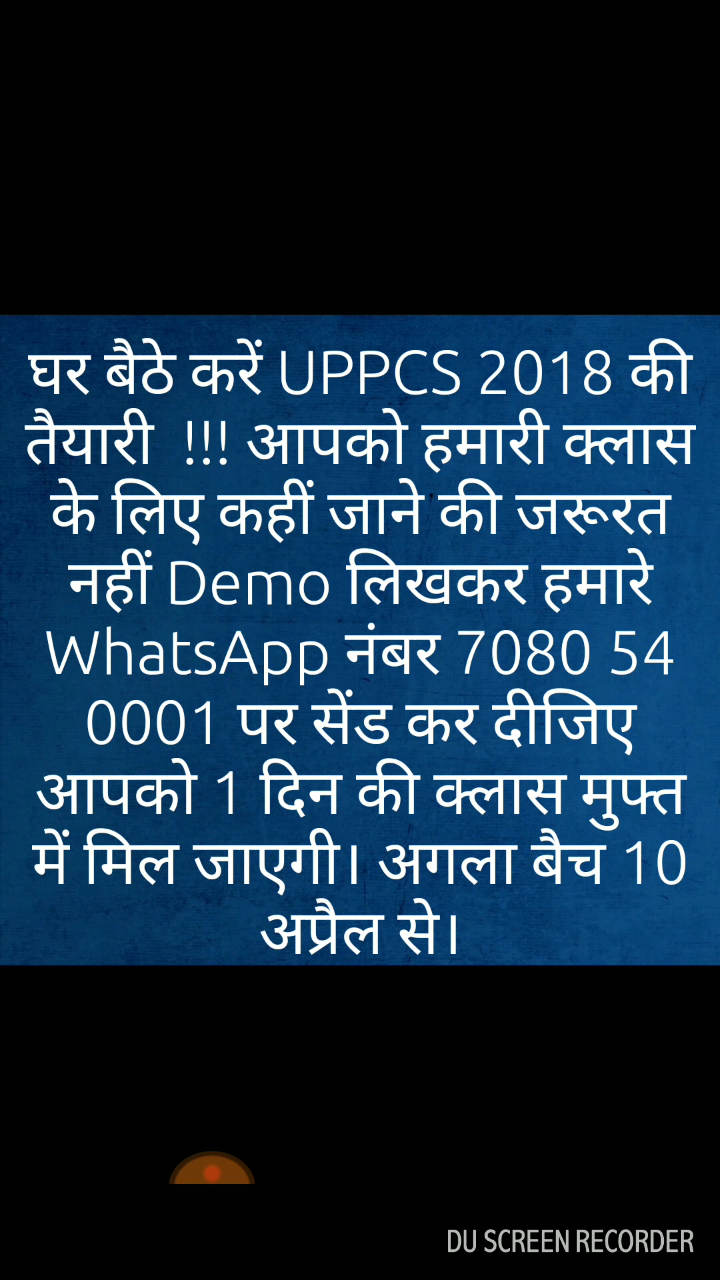 घर बैठे करें UPPCS 2018 की
तैयारी !!! आपको हमारी क्लास
के लिए कहीं जाने की जरूरत
नहीं Demo लिखकर हमारे
WhatsApp नंबर 7080 54
0001 पर सेंड कर दीजिए
आपको 1 दिन की क्लास मुफ्त
में मिल जाएगी। अगला बैच 10
अप्रैल से।
DU SCREEN RECORDER